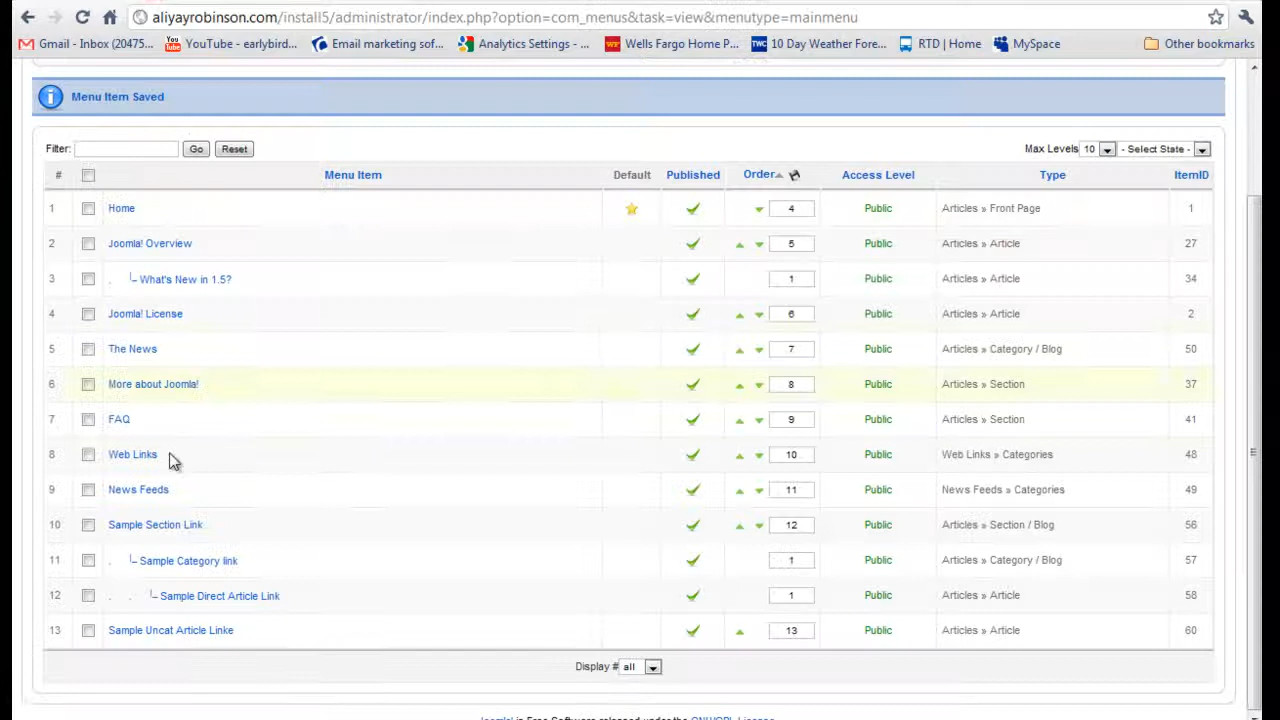 aliyayrobinson.com/install5/administrator/index.php?option=com_menus&task=view&menutype=mainmenu
Gmail - Inbox (20475... YouTube - earlybird... Email marketing sof... Analytics Settings - ... Wells Fargo Home P... 10 Day Weather Fore... RTD | Home MySpace Other bookmarks
Menu Item Saved
Filter: Go Reset Max Levels 10 - Select State -
# Menu Item Default Published Order Access Level Type ItemID
1 Home 4 Public Articles » Front Page 1
2 Joomla! Overview 5 Public Articles » Article 27
3 . What's New in 1.5? 1 Public Articles » Article 34
4 Joomla! License 6 Public Articles » Article 2
5 The News 7 Public Articles » Category / Blog 50
6 More about Joomla! 8 Public Articles » Section 37
7 FAQ 9 Public Articles » Section 41
8 Web Links 10 Public Web Links » Categories 48
9 News Feeds 11 Public News Feeds » Categories 49
10 Sample Section Link 12 Public Articles » Section / Blog 56
11 . Sample Category link 1 Public Articles » Category / Blog 57
12 . . Sample Direct Article Link 1 Public Articles » Article 58
13 Sample Uncat Article Linke 13 Public Articles » Article 60
Display # all
Joomla! is Free Software released under the GNU/GPL License.